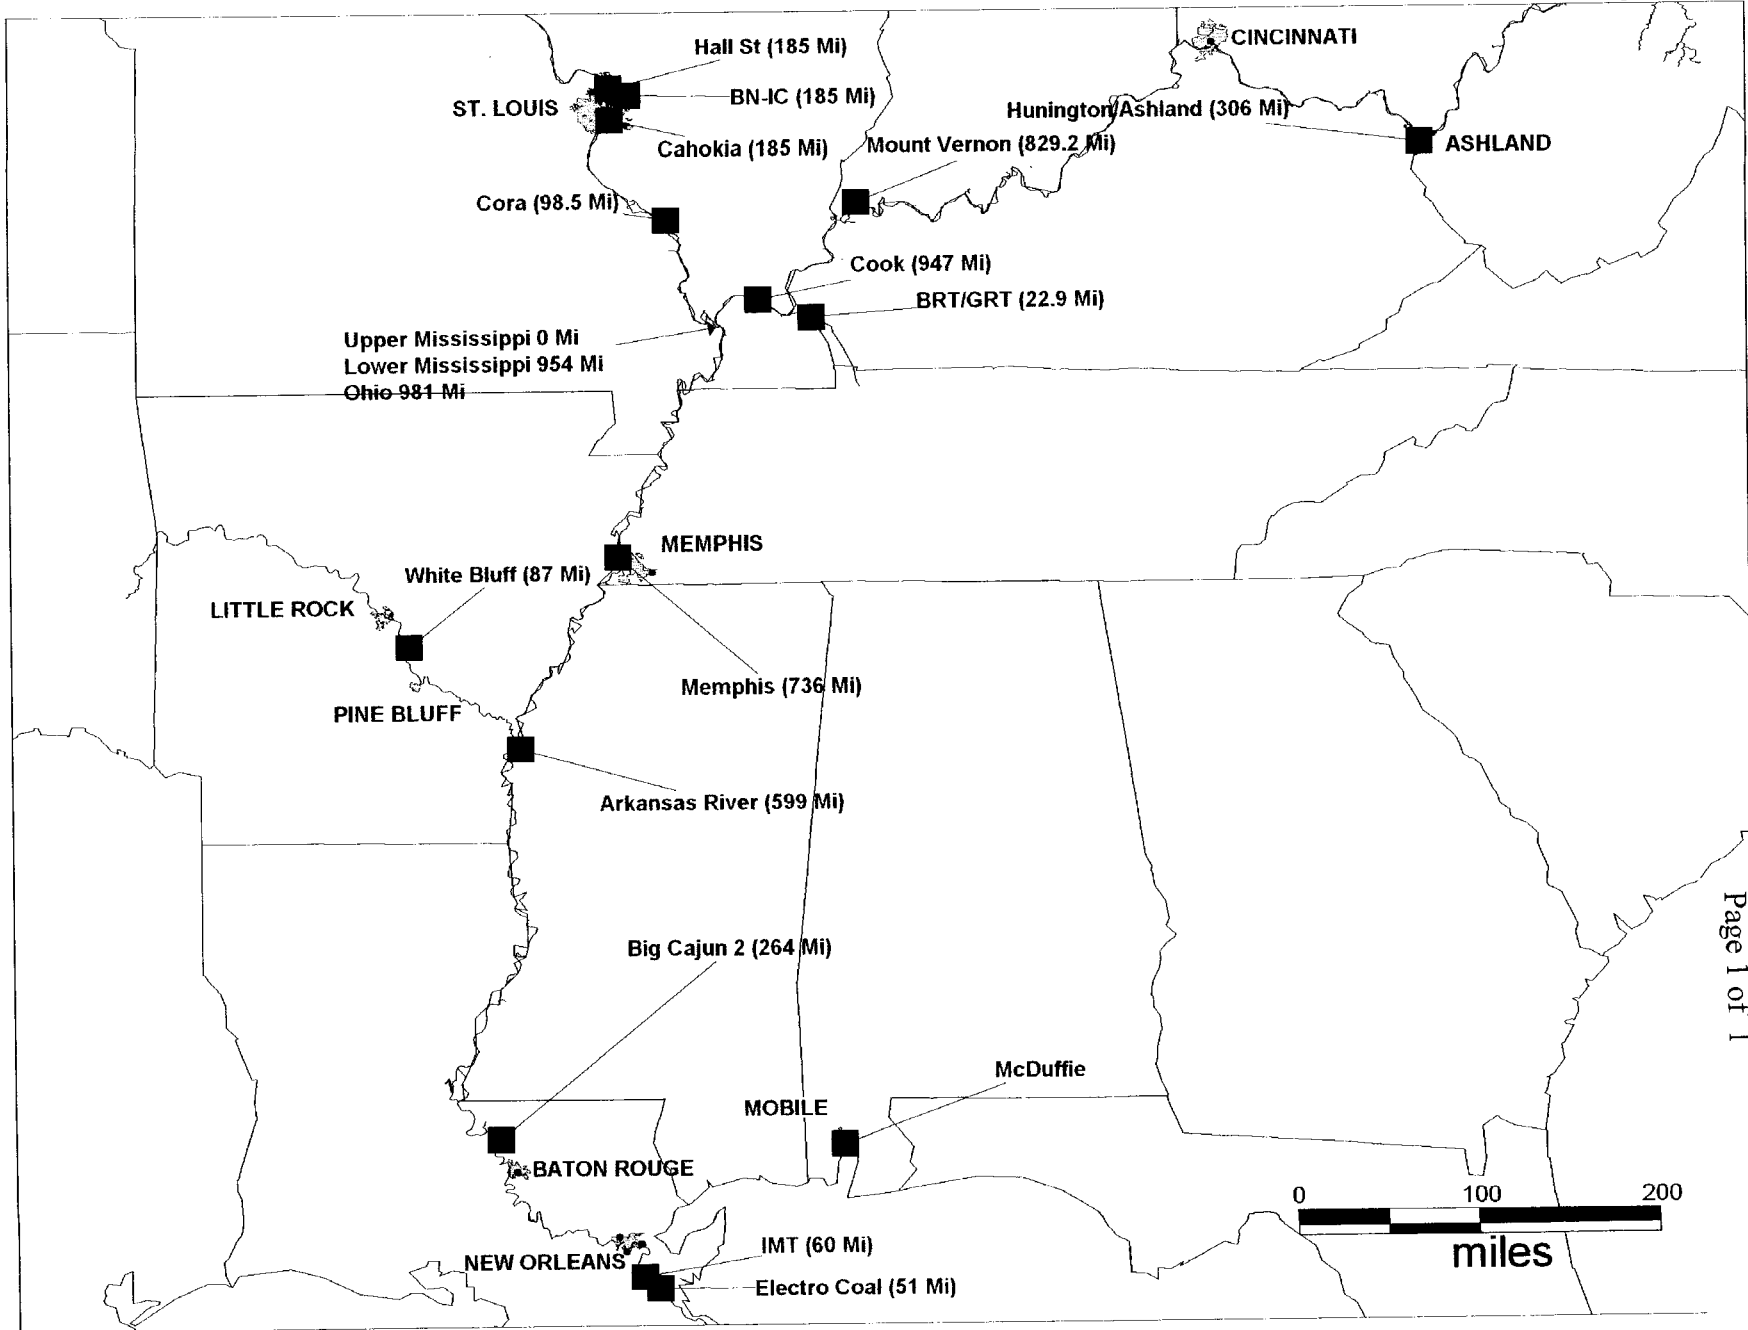 Hall St (185 Mi)
CINCINNATI
BN-IC (185 Mi)
ST. LOUIS
Hunington/Ashland (306 Mi)
Cahokia (185 Mi)
Mount Vernon (829.2 Mi)
ASHLAND
Cora (98.5 Mi)
Cook (947 Mi)
BRT/GRT (22.9 Mi)
Upper Mississippi 0 Mi
Lower Mississippi 954 Mi
Ohio 981 Mi
MEMPHIS
White Bluff (87 Mi)
LITTLE ROCK
Memphis (736 Mi)
PINE BLUFF
Arkansas River (599 Mi)
Big Cajun 2 (264 Mi)
Page 1 of 1
McDuffie
MOBILE
BATON ROUGE
0 100 200
miles
IMT (60 Mi)
NEW ORLEANS
Electro Coal (51 Mi)